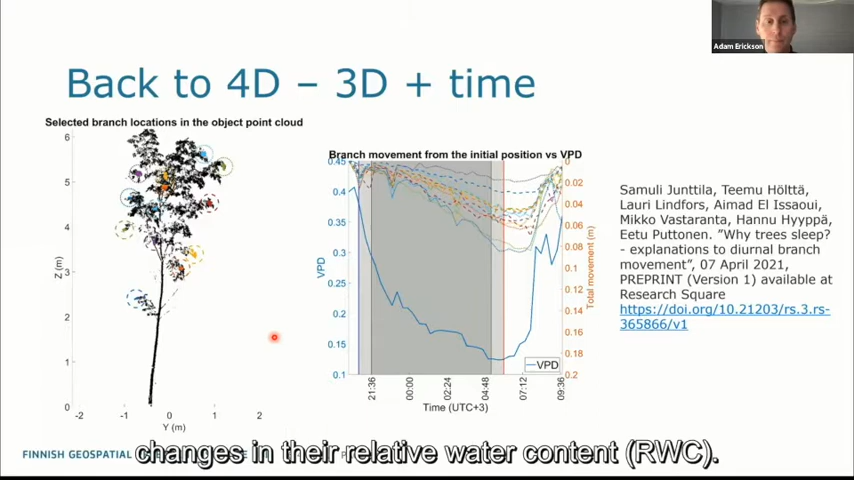 Adam Erickson
Back to 4D – 3D + time
Selected branch locations in the object point cloud
6
5
4
3
2
1
0
Z (m)
-2
-1
0
1
2
Y (m)
Branch movement from the initial position vs VPD
0.45
0.4
0.35
0.3
0.25
0.2
0.15
0.1
VPD
0
0.02
0.04
0.06
0.08
0.1
0.12
0.14
0.16
0.18
0.2
Total movement (m)
VPD
21:36
00:00
02:24
04:48
07:12
09:36
Time (UTC+3)
Samuli Junttila, Teemu Hölttä,
Lauri Lindfors, Aimad El Issaoui,
Mikko Vastaranta, Hannu Hyyppä,
Eetu Puttonen. ”Why trees sleep?
- explanations to diurnal branch
movement”, 07 April 2021,
PREPRINT (Version 1) available at
Research Square
https://doi.org/10.21203/rs.3.rs-
365866/v1
FINNISH GEOSPATIAL
changes in their relative water content (RWC).